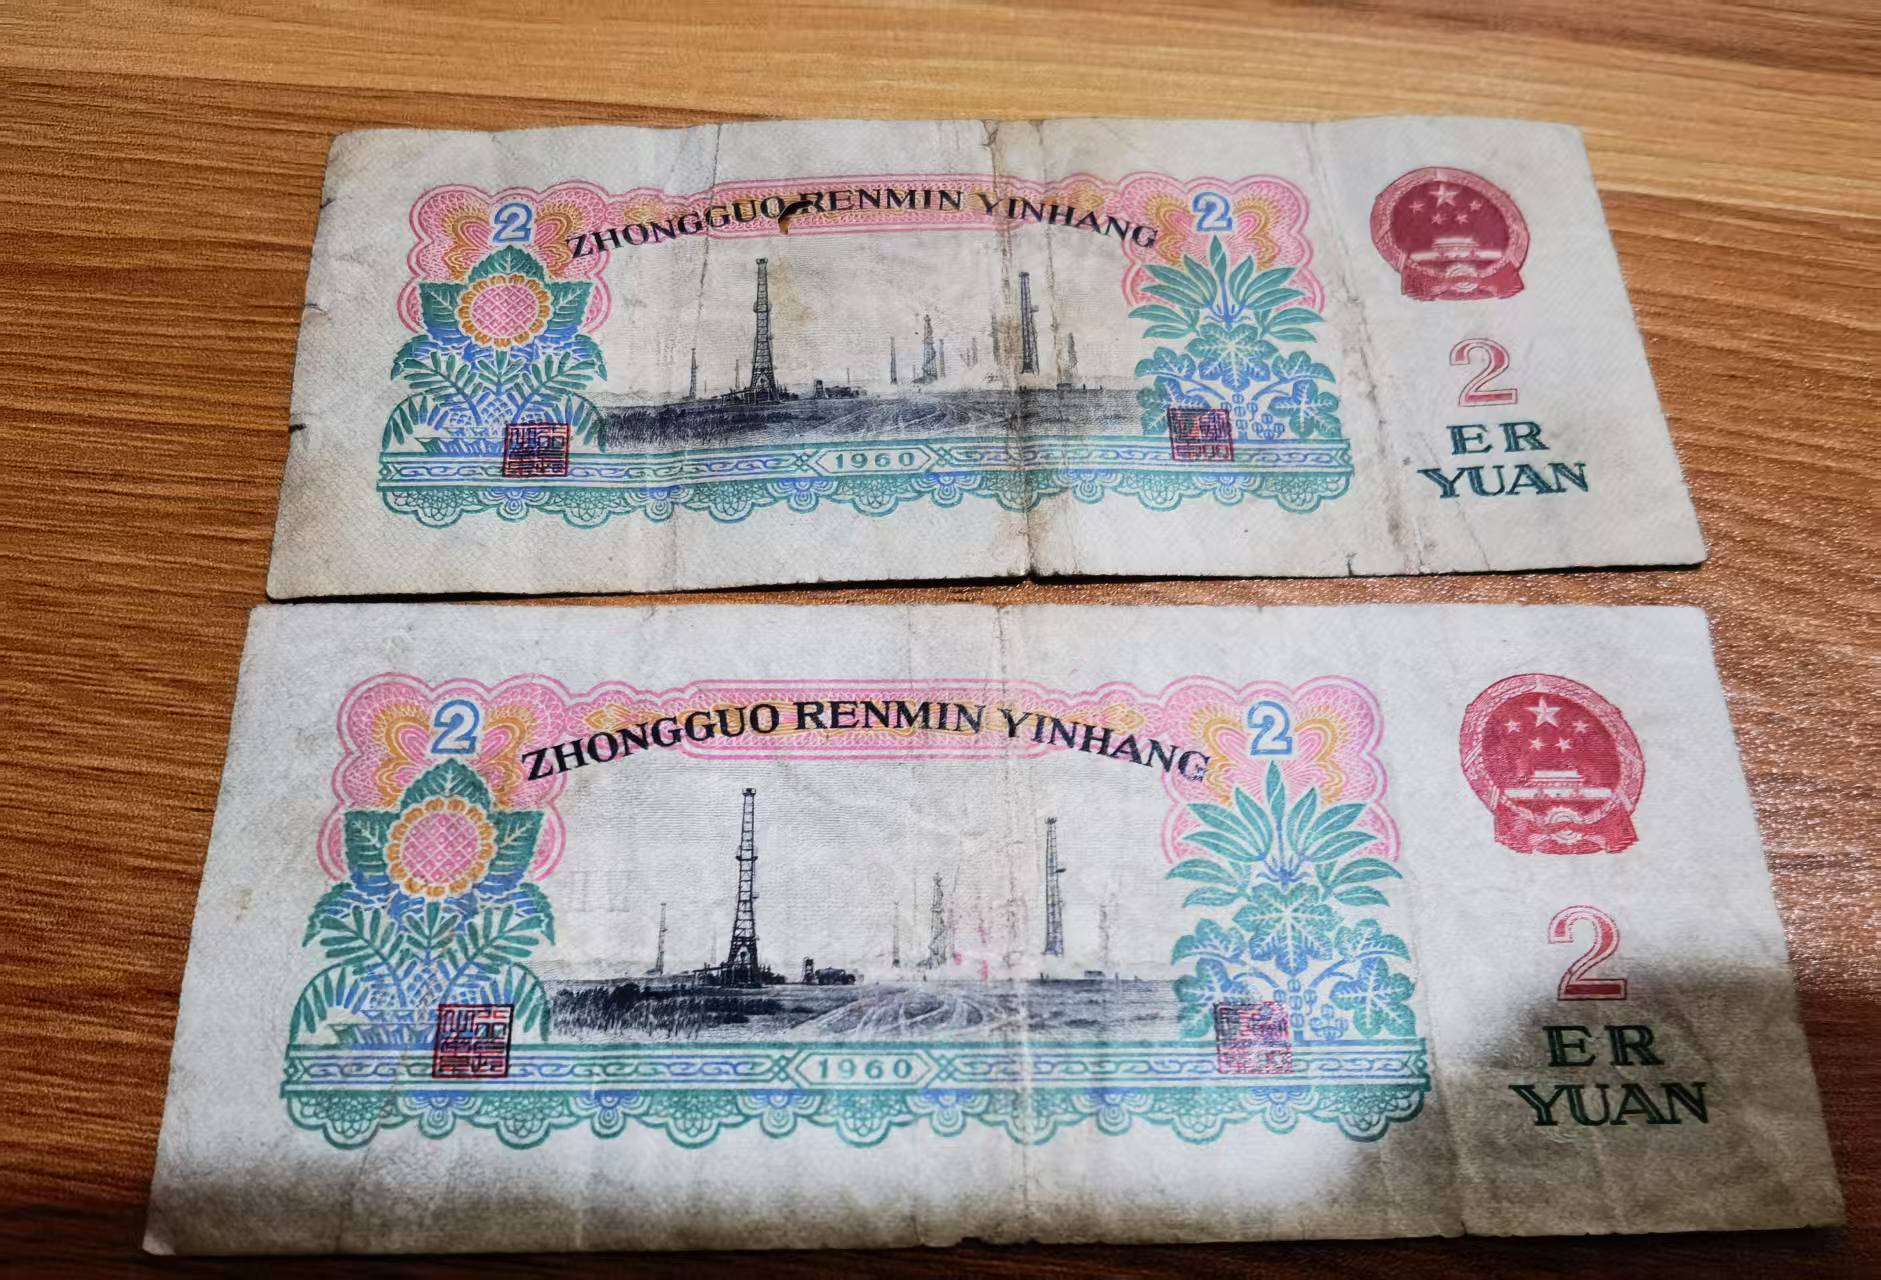 2 ZHONGGUO RENMIN YINHANG 2
2
ER
YUAN
1960
2 ZHONGGUO RENMIN YINHANG 2
2
ER
YUAN
1960